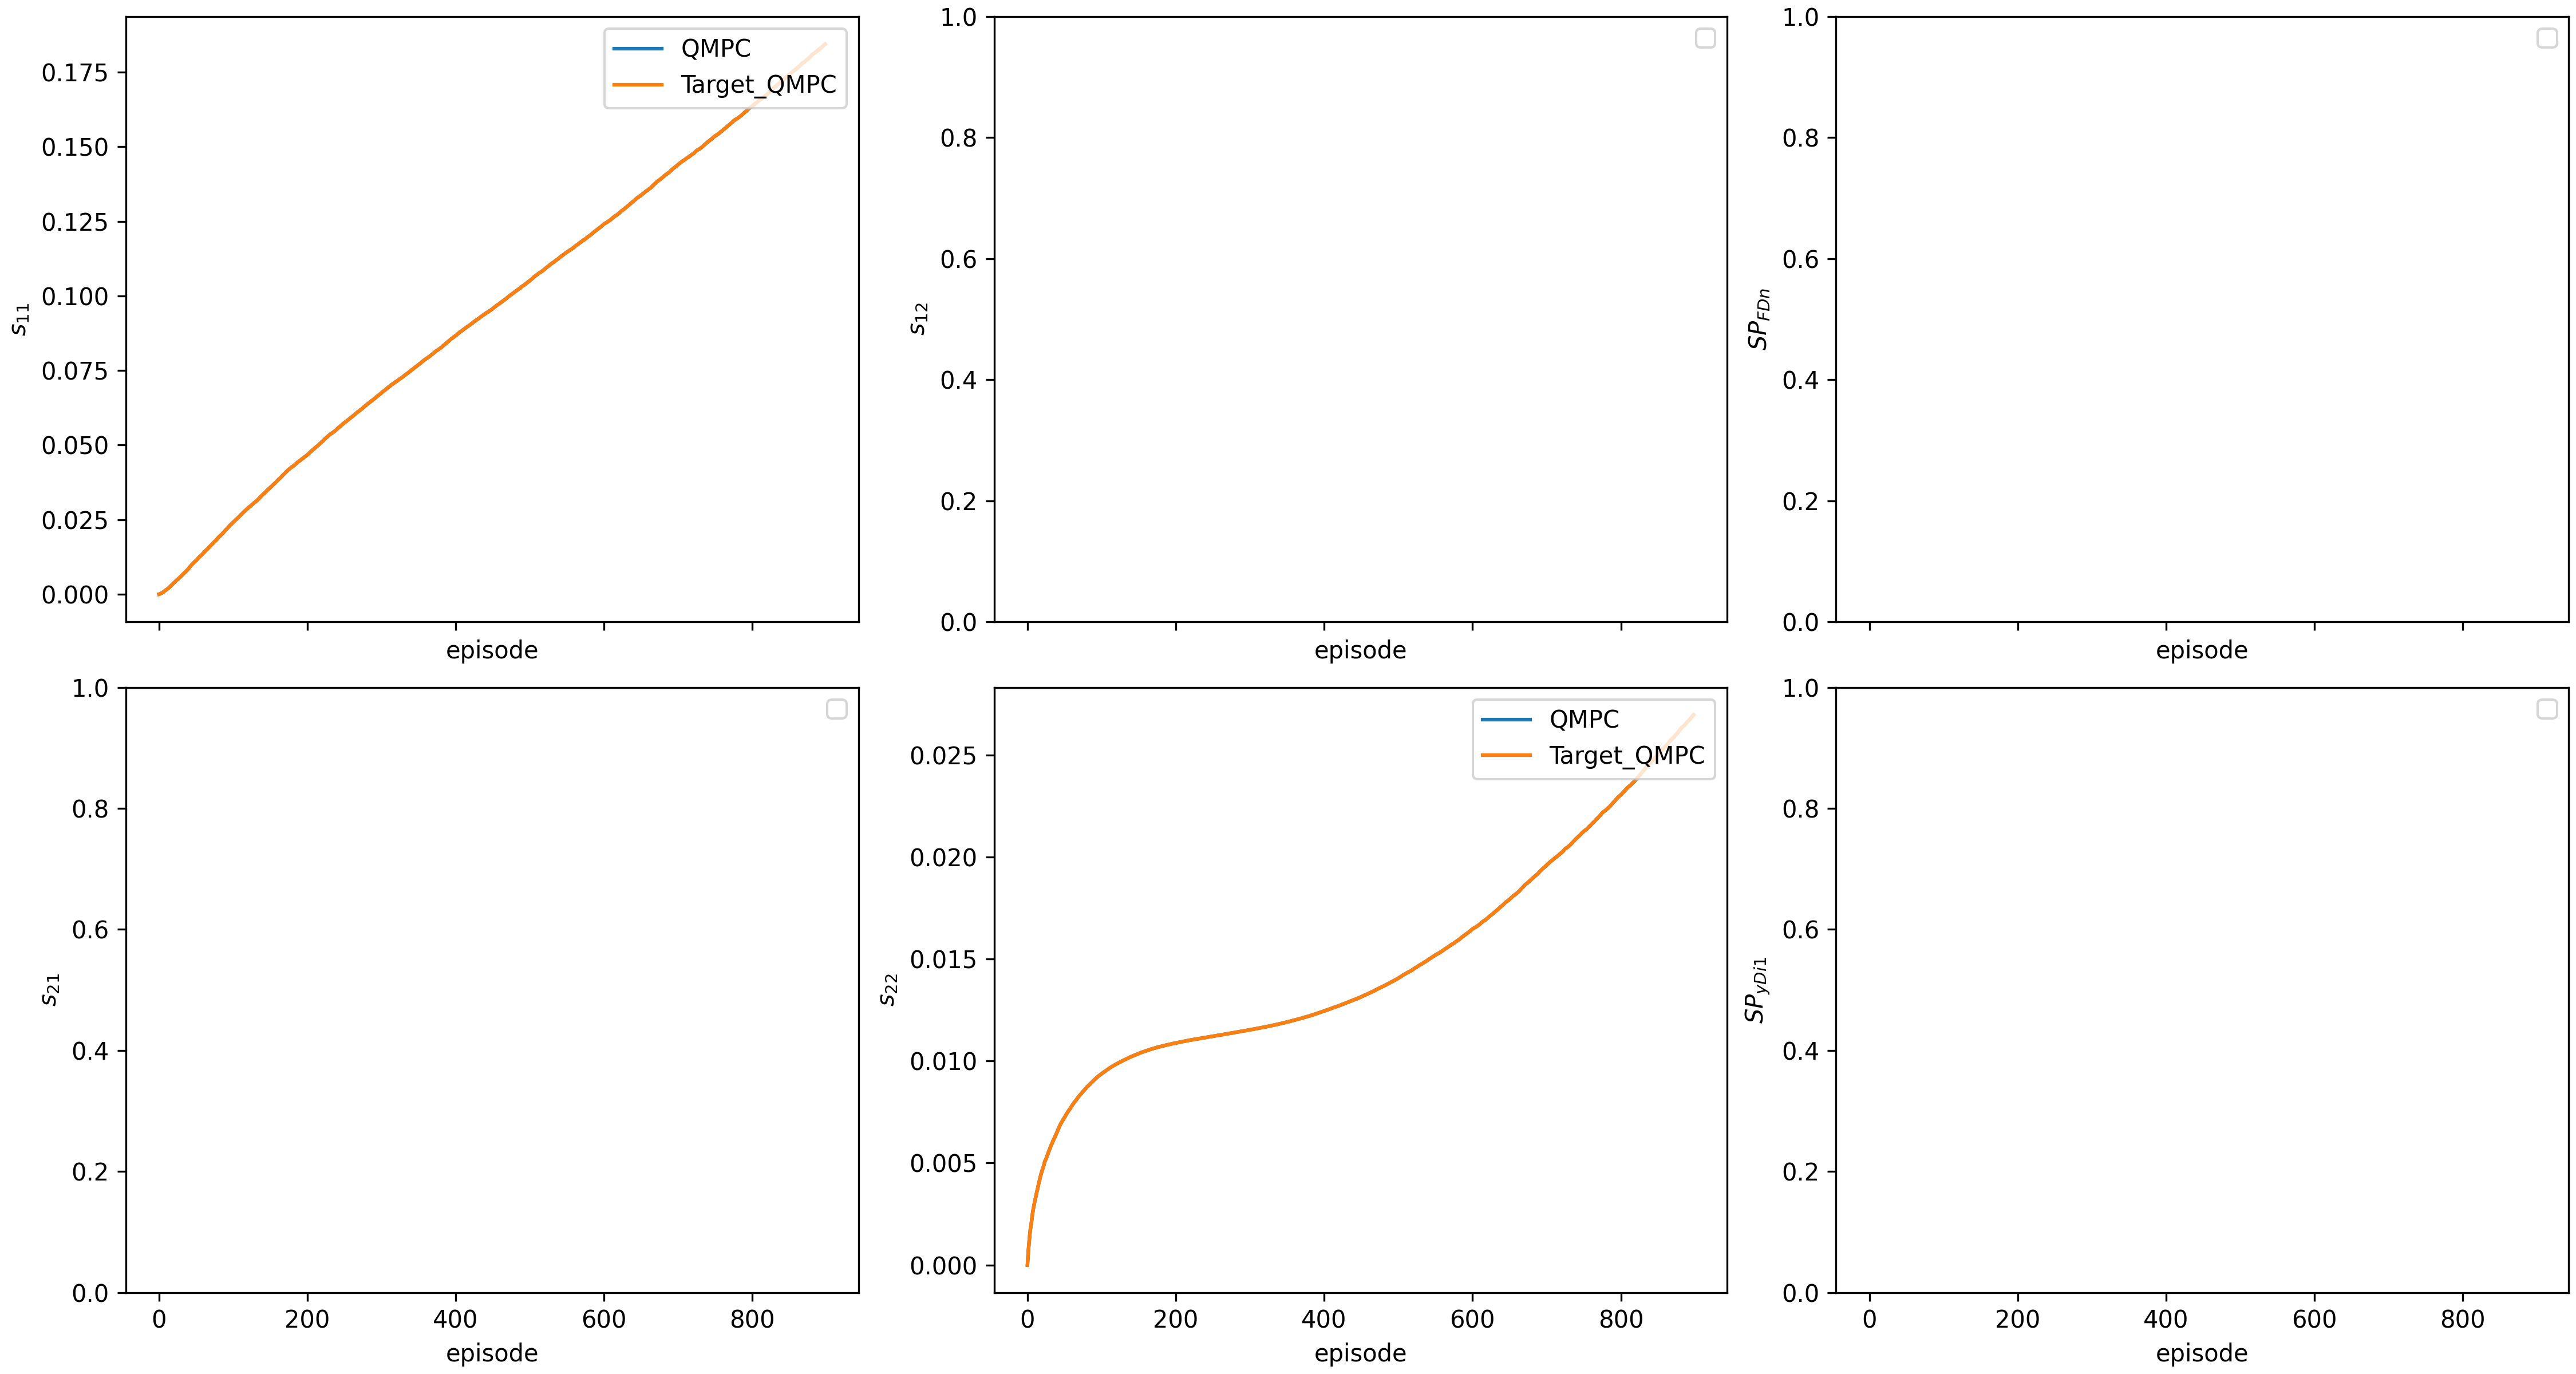 QMPC
Target_QMPC
0.175
0.150
0.125
0.100
0.075
0.050
0.025
0.000
s11
episode
1.0
0.8
0.6
0.4
0.2
0.0
s12
episode
1.0
0.8
0.6
0.4
0.2
0.0
SPFDn
episode
1.0
0.8
0.6
0.4
0.2
0.0
s21
0 200 400 600 800
episode
QMPC
Target_QMPC
0.025
0.020
0.015
0.010
0.005
0.000
s22
0 200 400 600 800
episode
1.0
0.8
0.6
0.4
0.2
0.0
SPyDi1
0 200 400 600 800
episode